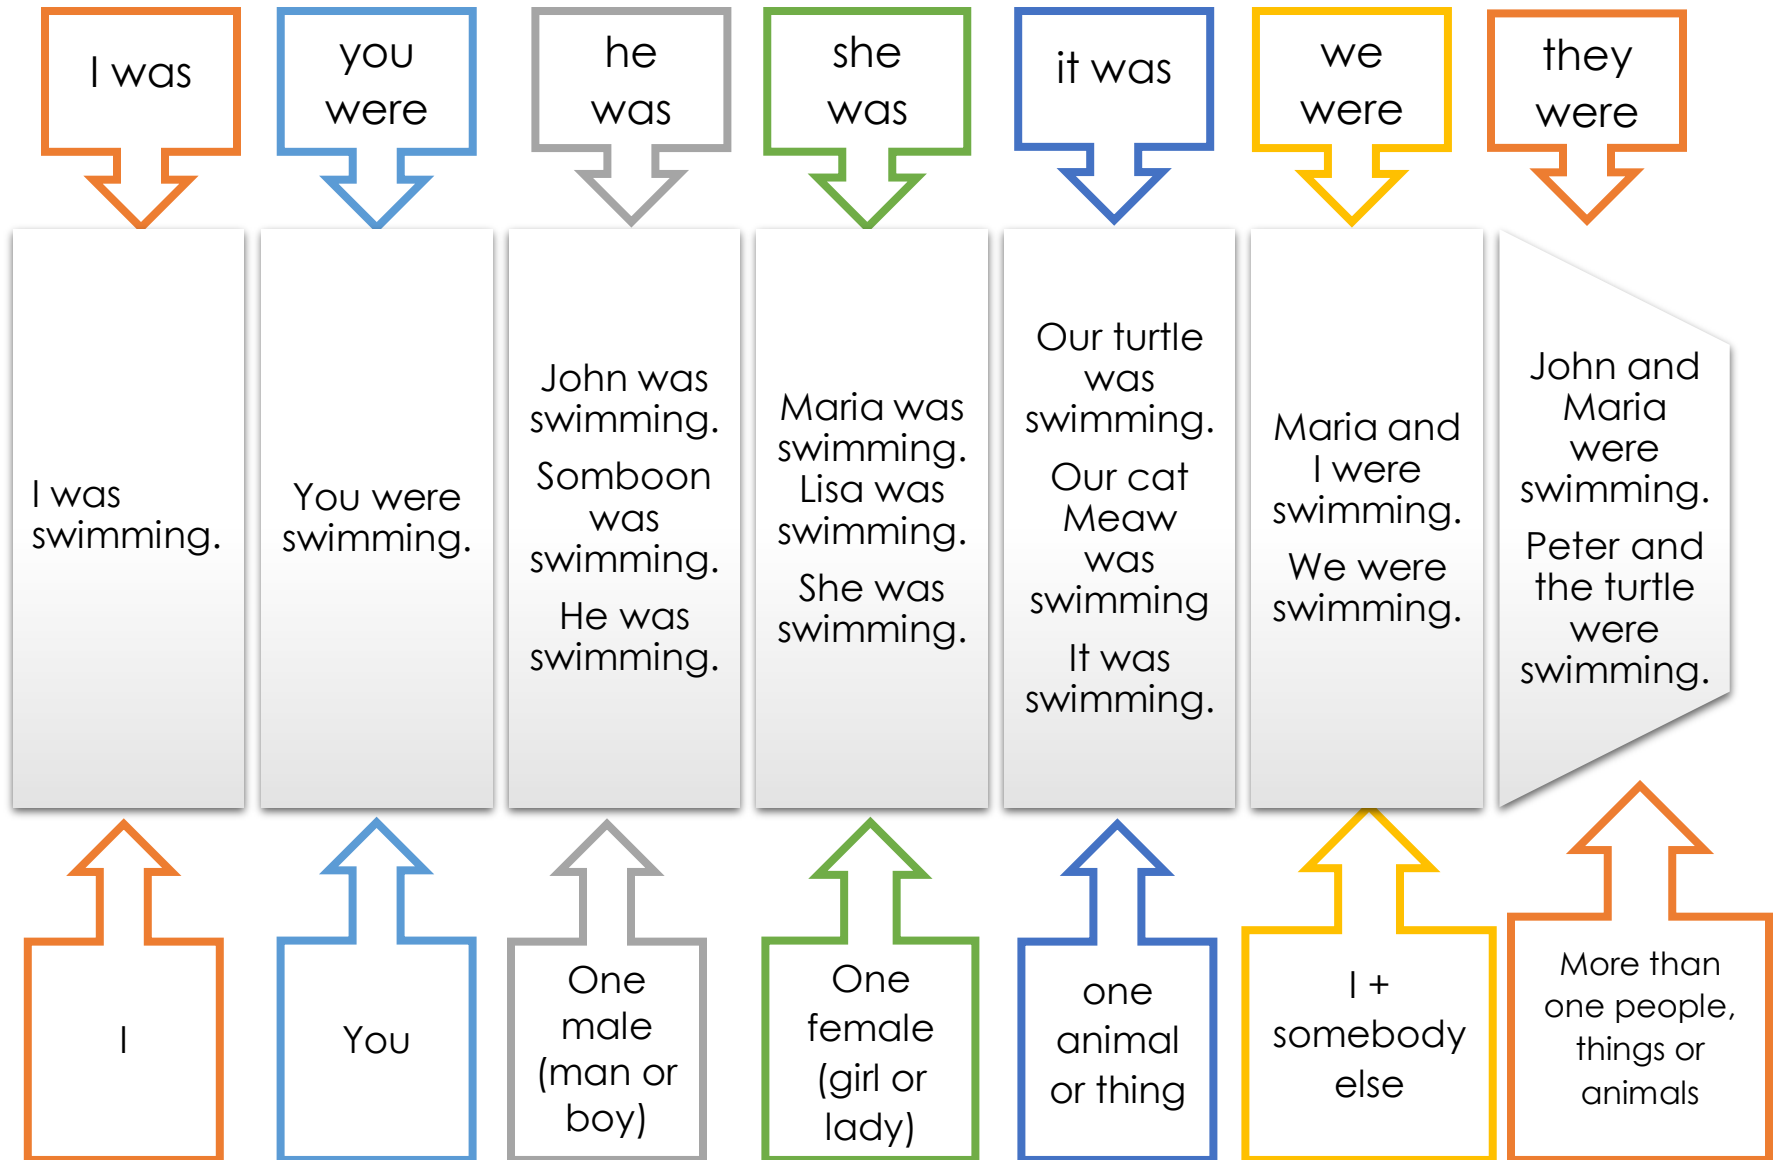 I was
you
were
he
was
she
was
it was
we
were
they
were
I was
swimming.
You were
swimming.
John was
swimming.
Somboon
was
swimming.
He was
swimming.
Maria was
swimming.
Lisa was
swimming.
She was
swimming.
Our turtle
was
swimming.
Our cat
Meaw
was
swimming
It was
swimming.
Maria and
I were
swimming.
We were
swimming.
John and
Maria
were
swimming.
Peter and
the turtle
were
swimming.
I
You
One
male
(man or
boy)
One
female
(girl or
lady)
one
animal
or thing
I +
somebody
else
More than
one people,
things or
animals